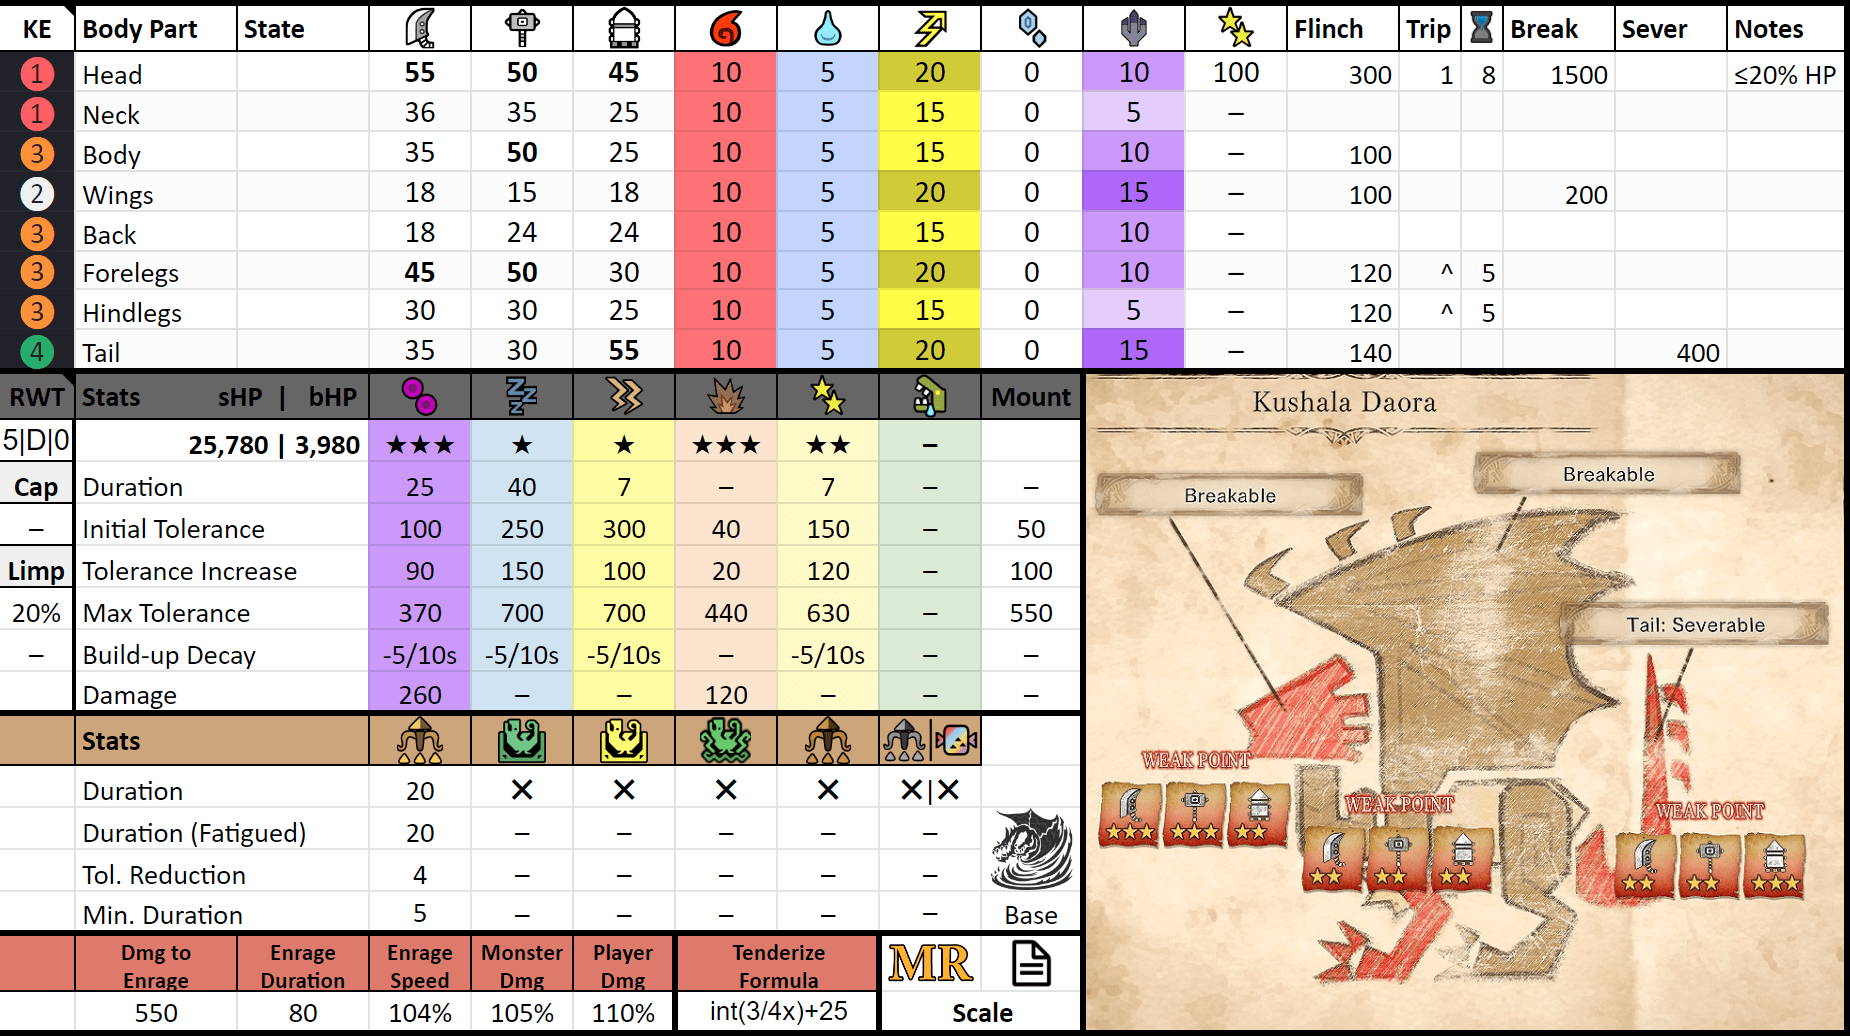 KE Body Part State Flinch Trip Break Sever Notes
1 Head 55 50 45 10 5 20 0 10 100 300 1 8 1500 ≤20% HP
1 Neck 36 35 25 10 5 15 0 5 –
3 Body 35 50 25 10 5 15 0 10 – 100
2 Wings 18 15 18 10 5 20 0 15 – 100 200
3 Back 18 24 24 10 5 15 0 10 –
3 Forelegs 45 50 30 10 5 20 0 10 – 120 ^ 5
3 Hindlegs 30 30 25 10 5 15 0 5 – 120 ^ 5
4 Tail 35 30 55 10 5 20 0 15 – 140 400
RWT Stats sHP | bHP Mount
5|D|0 25,780 | 3,980 ★★★ ★ ★ ★★★ ★★ –
Cap Duration 25 40 7 – 7 – –
– Initial Tolerance 100 250 300 40 150 – 50
Limp Tolerance Increase 90 150 100 20 120 – 100
20% Max Tolerance 370 700 700 440 630 – 550
– Build-up Decay -5/10s -5/10s -5/10s – -5/10s – –
Damage 260 – – 120 – – –
Stats
Duration 20 ✕ ✕ ✕ ✕ ✕|✕
Duration (Fatigued) 20 – – – – –
Tol. Reduction 4 – – – – –
Min. Duration 5 – – – – – Base
Dmg to Enrage Enrage Duration Enrage Speed Monster Dmg Player Dmg Tenderize Formula MR
550 80 104% 105% 110% int(3/4x)+25 Scale
Kushala Daora
Breakable
Breakable
Tail: Severable
WEAK POINT
WEAK POINT
WEAK POINT